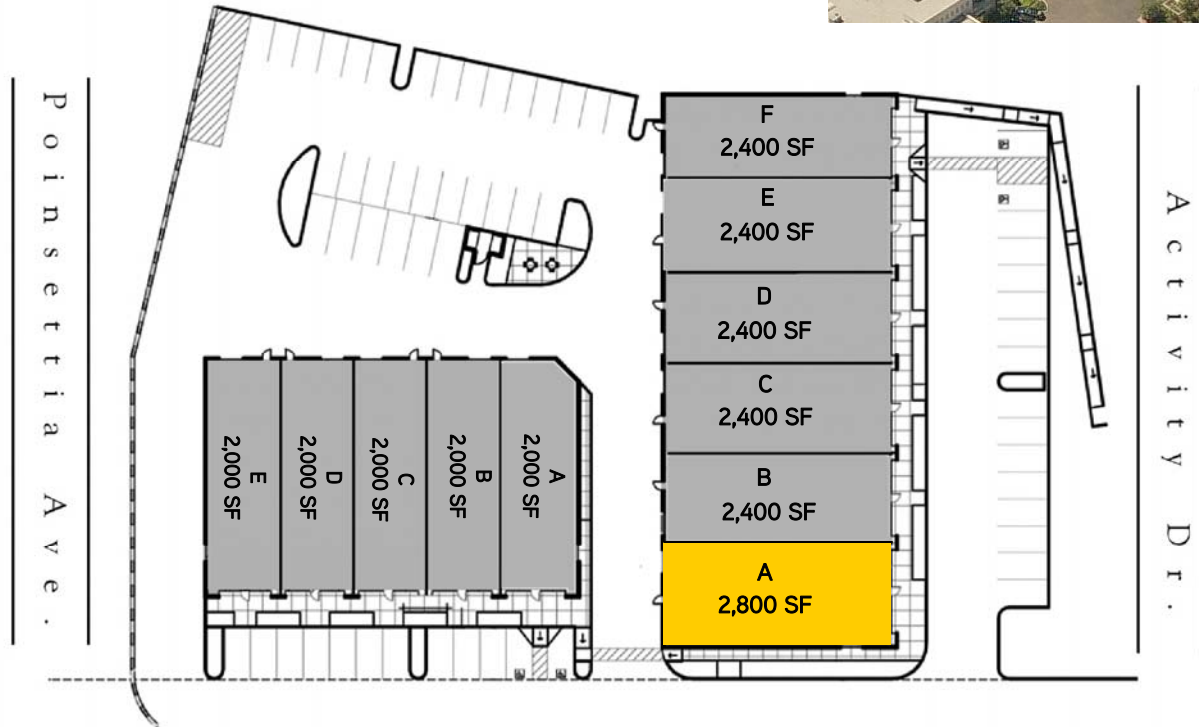 Poinsettia Ave.
F
2,400 SF
E
2,400 SF
D
2,400 SF
C
2,400 SF
B
2,400 SF
A
2,800 SF
E
2,000 SF
D
2,000 SF
C
2,000 SF
B
2,000 SF
A
2,000 SF
Activity Dr.